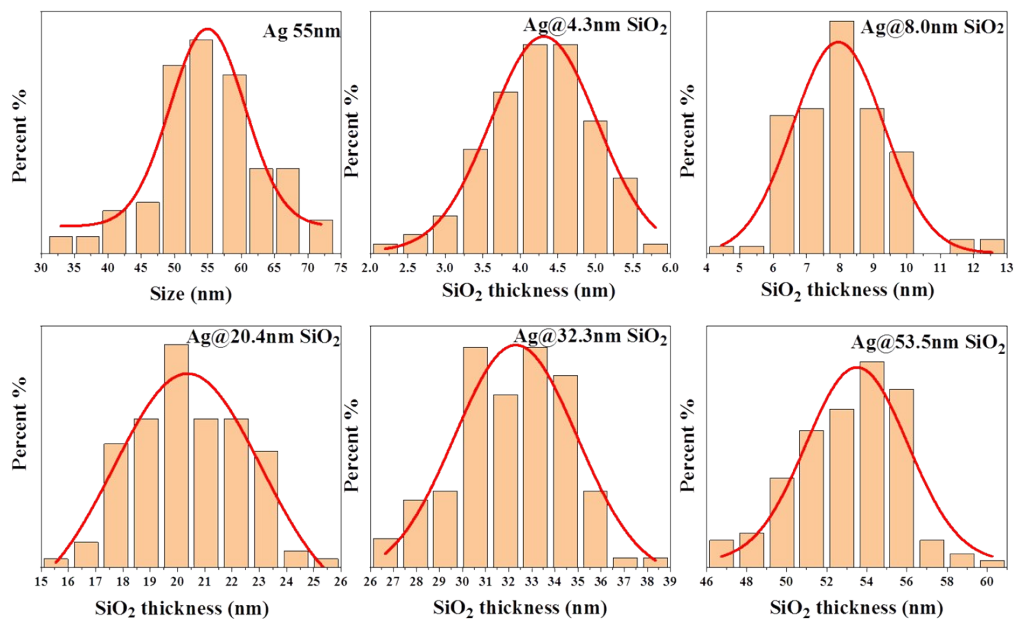 Ag 55nm
Percent %
30 35 40 45 50 55 60 65 70 75
Size (nm)
Ag@4.3nm SiO₂
Percent %
2.0 2.5 3.0 3.5 4.0 4.5 5.0 5.5 6.0
SiO₂ thickness (nm)
Ag@8.0nm SiO₂
Percent %
4 5 6 7 8 9 10 11 12 13
SiO₂ thickness (nm)
Ag@20.4nm SiO₂
Percent %
15 16 17 18 19 20 21 22 23 24 25 26
SiO₂ thickness (nm)
Ag@32.3nm SiO₂
Percent %
26 27 28 29 30 31 32 33 34 35 36 37 38 39
SiO₂ thickness (nm)
Ag@53.5nm SiO₂
Percent %
46 48 50 52 54 56 58 60
SiO₂ thickness (nm)